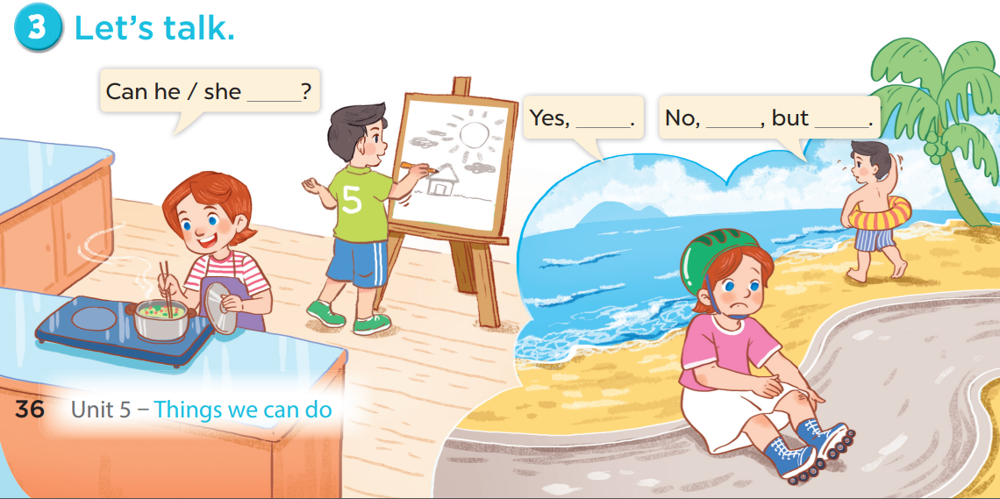 3 Let's talk.
Can he / she _____?
Yes, _____.
No, _____, but _____.
5
36 Unit 5 – Things we can do